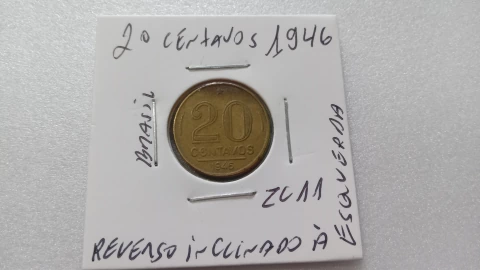 20 CENTAVOS 1946
BRASIL
20
CENTAVOS
1946
ZC11
REVERSO INCLINADO À
ESQUERDA